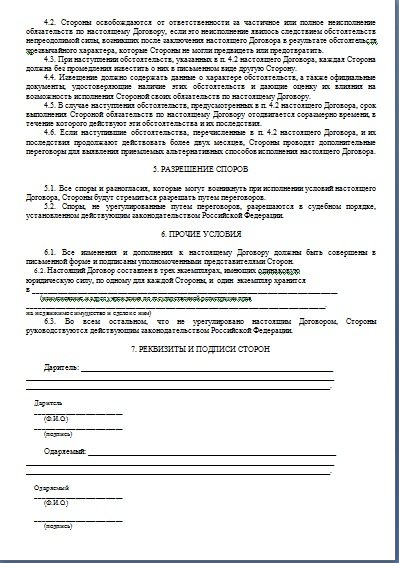 4.2. Стороны освобождаются от ответственности за частичное или полное неисполнение
обязательств по настоящему Договору, если это неисполнение явилось следствием обстоятельств
непреодолимой силы, возникших после заключения настоящего Договора в результате обстоятельств
чрезвычайного характера, которые Стороны не могли предвидеть или предотвратить.
4.3. При наступлении обстоятельств, указанных в п. 4.2 настоящего Договора, каждая Сторона
должна без промедления известить о них в письменном виде другую Сторону.
4.4. Извещение должно содержать данные о характере обстоятельств, а также официальные
документы, удостоверяющие наличие этих обстоятельств и дающие оценку их влияния на
возможность исполнения Стороной своих обязательств по настоящему Договору.
4.5. В случае наступления обстоятельств, предусмотренных в п. 4.2 настоящего Договора, срок
выполнения Стороной обязательств по настоящему Договору отодвигается соразмерно времени, в
течение которого действуют эти обстоятельства и их последствия.
4.6. Если наступившие обстоятельства, перечисленные в п. 4.2 настоящего Договора, и их
последствия продолжают действовать более двух месяцев, Стороны проводят дополнительные
переговоры для выявления приемлемых альтернативных способов исполнения настоящего Договора.
5. РАЗРЕШЕНИЕ СПОРОВ
5.1. Все споры и разногласия, которые могут возникнуть при исполнении условий настоящего
Договора, Стороны будут стремиться разрешать путем переговоров.
5.2. Споры, не урегулированные путем переговоров, разрешаются в судебном порядке,
установленном действующим законодательством Российской Федерации.
6. ПРОЧИЕ УСЛОВИЯ
6.1. Все изменения и дополнения к настоящему Договору должны быть совершены в
письменной форме и подписаны уполномоченными представителями Сторон.
6.2. Настоящий Договор составлен в трех экземплярах, имеющих одинаковую
юридическую силу, по одному для каждой Стороны, и один экземпляр хранится
в
на недвижимое имущество и сделок с ним)
6.3. Во всем остальном, что не урегулировано настоящим Договором, Стороны
руководствуются действующим законодательством Российской Федерации.
7. РЕКВИЗИТЫ И ПОДПИСИ СТОРОН
Даритель:
Даритель
(Ф.И.О.)
(подпись)
Одаряемый:
Одаряемый
(Ф.И.О.)
(подпись)